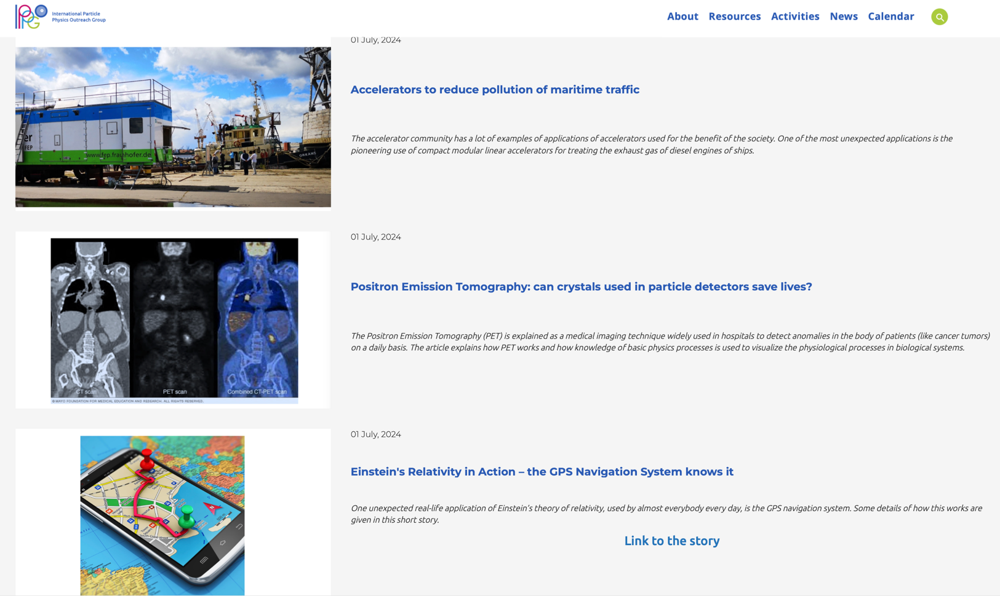 International Particle
Physics Outreach Group
About Resources Activities News Calendar
01 July, 2024
Accelerators to reduce pollution of maritime traffic
The accelerator community has a lot of examples of applications of accelerators used for the benefit of the society. One of the most unexpected applications is the
pioneering use of compact modular linear accelerators for treating the exhaust gas of diesel engines of ships.
er
FEP
www.fep.fraunhofer.de
ORKANS
01 July, 2024
Positron Emission Tomography: can crystals used in particle detectors save lives?
The Positron Emission Tomography (PET) is explained as a medical imaging technique widely used in hospitals to detect anomalies in the body of patients (like cancer tumors)
on a daily basis. The article explains how PET works and how knowledge of basic physics processes is used to visualize the physiological processes in biological systems.
CT scan PET scan Combined CT-PET scan
© MAYO FOUNDATION FOR MEDICAL EDUCATION AND RESEARCH. ALL RIGHTS RESERVED.
01 July, 2024
Einstein's Relativity in Action – the GPS Navigation System knows it
One unexpected real-life application of Einstein’s theory of relativity, used by almost everybody every day, is the GPS navigation system. Some details of how this works are
given in this short story.
Link to the story
N
South Coast street